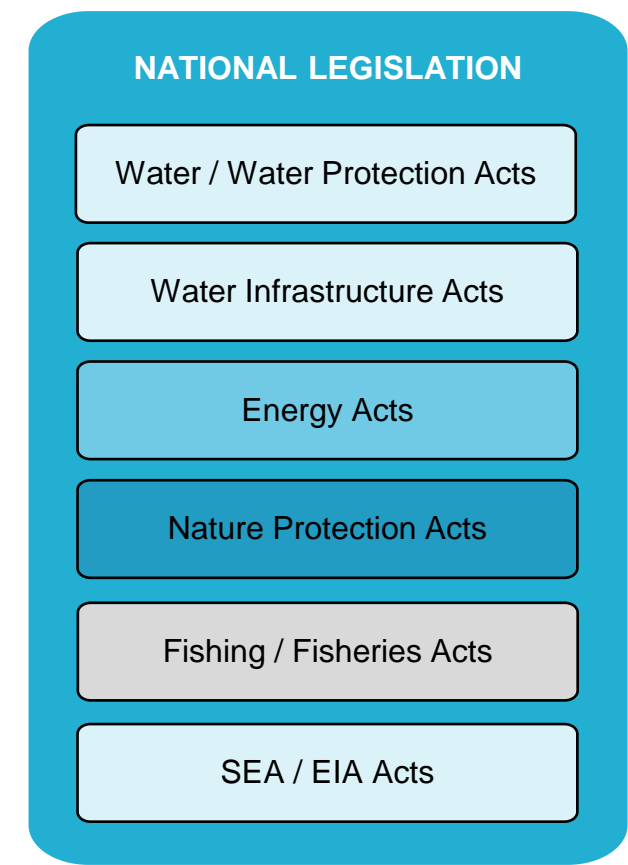 NATIONAL LEGISLATION
Water / Water Protection Acts
Water Infrastructure Acts
Energy Acts
Nature Protection Acts
Fishing / Fisheries Acts
SEA / EIA Acts